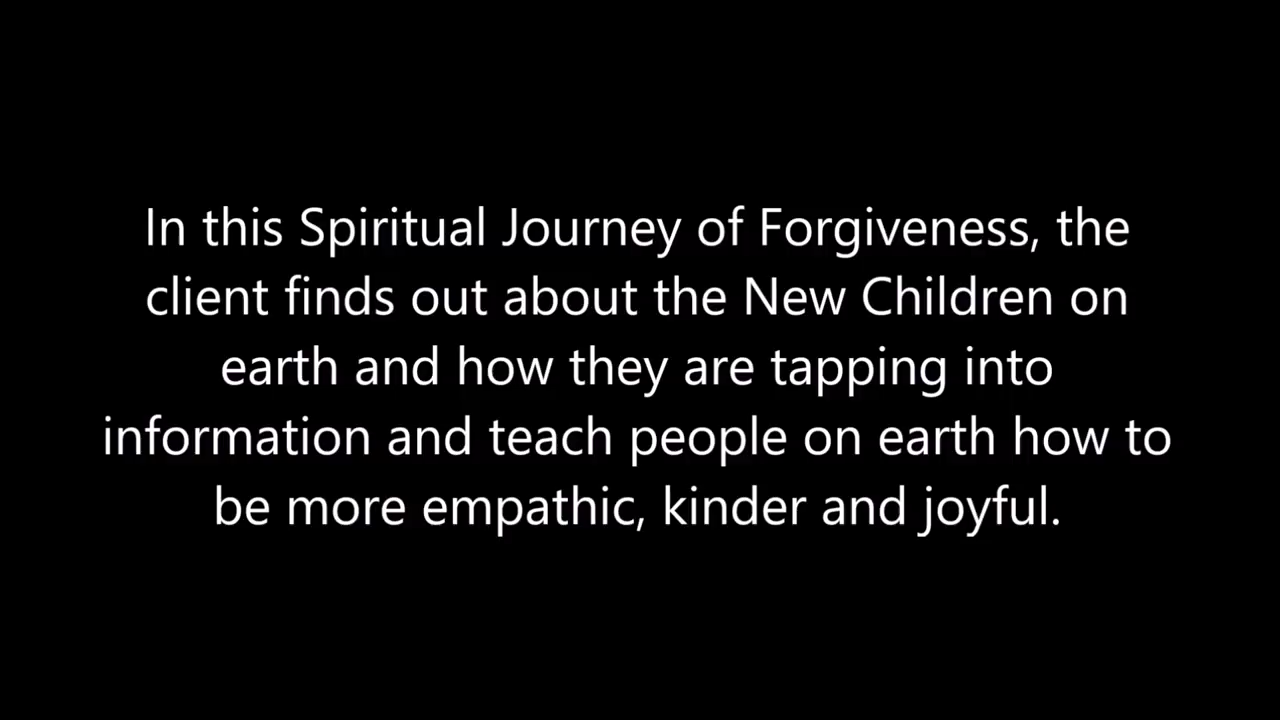 In this Spiritual Journey of Forgiveness, the
client finds out about the New Children on
earth and how they are tapping into
information and teach people on earth how to
be more empathic, kinder and joyful.